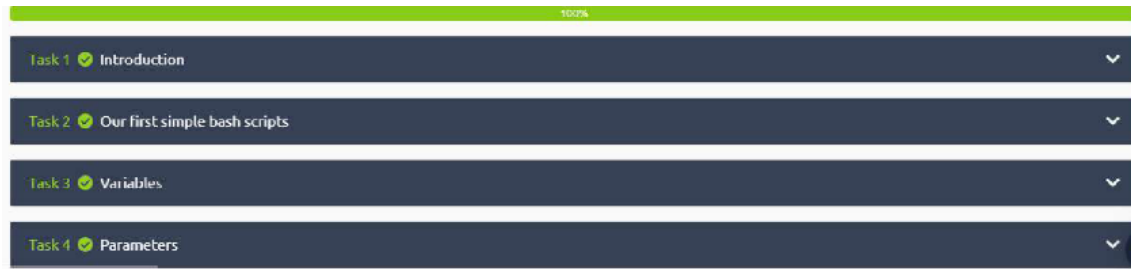 100%
Task 1 Introduction
Task 2 Our first simple bash scripts
Task 3 Variables
Task 4 Parameters